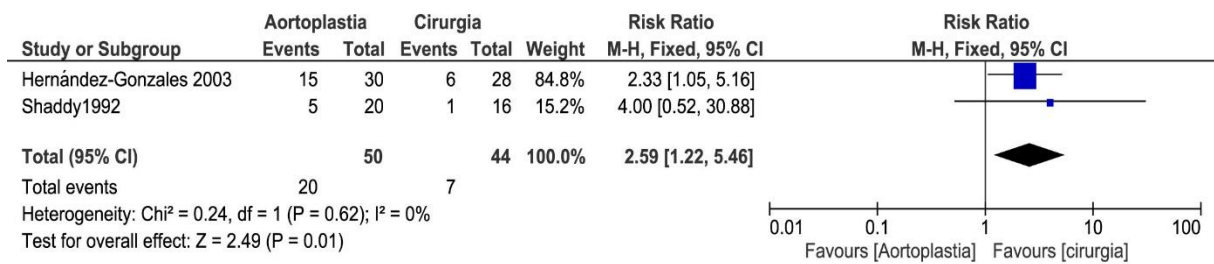 Aortoplastia Cirurgia Risk Ratio Risk Ratio
Study or Subgroup Events Total Events Total Weight M-H, Fixed, 95% CI M-H, Fixed, 95% CI
Hernández-Gonzales 2003 15 30 6 28 84.8% 2.33 [1.05, 5.16]
Shaddy1992 5 20 1 16 15.2% 4.00 [0.52, 30.88]
Total (95% CI) 50 44 100.0% 2.59 [1.22, 5.46]
Total events 20 7
Heterogeneity: Chi² = 0.24, df = 1 (P = 0.62); I² = 0%
Test for overall effect: Z = 2.49 (P = 0.01)
0.01 0.1 1 10 100
Favours [Aortoplastia] Favours [cirurgia]